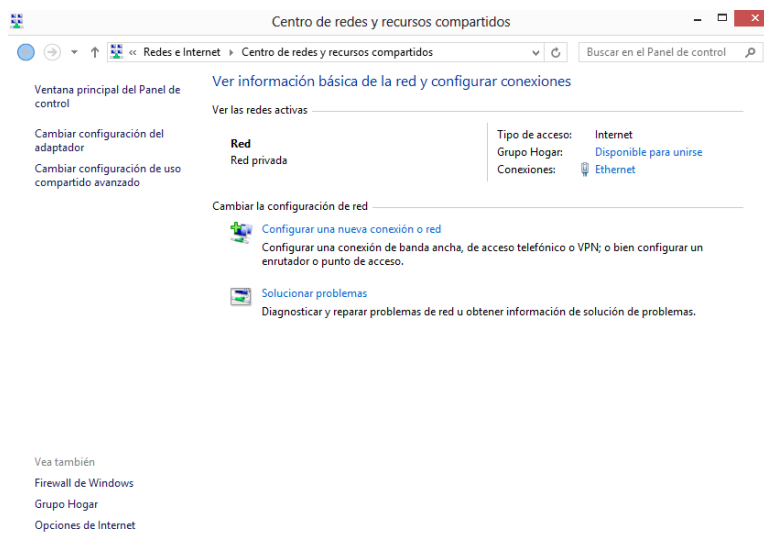 Centro de redes y recursos compartidos
« Redes e Internet Centro de redes y recursos compartidos
Buscar en el Panel de control
Ventana principal del Panel de
control
Cambiar configuración del
adaptador
Cambiar configuración de uso
compartido avanzado
Ver información básica de la red y configurar conexiones
Ver las redes activas
Red
Red privada
Tipo de acceso: Internet
Grupo Hogar: Disponible para unirse
Conexiones: Ethernet
Cambiar la configuración de red
Configurar una nueva conexión o red
Configurar una conexión de banda ancha, de acceso telefónico o VPN; o bien configurar un
enrutador o punto de acceso.
Solucionar problemas
Diagnosticar y reparar problemas de red u obtener información de solución de problemas.
Vea también
Firewall de Windows
Grupo Hogar
Opciones de Internet